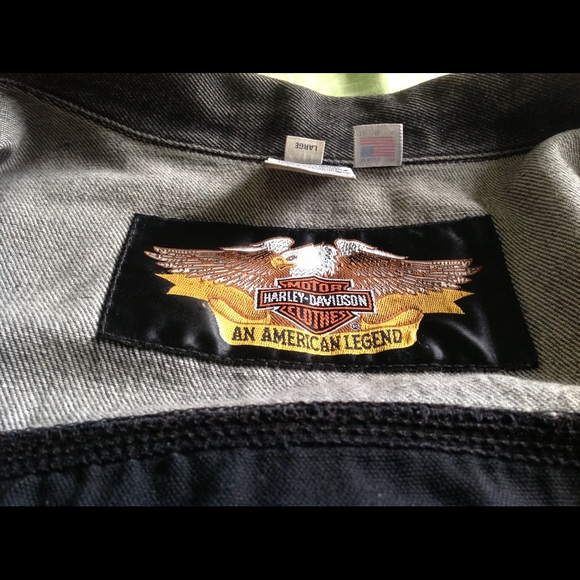 LARGE
MOTOR
HARLEY-DAVIDSON
CLOTHES
®
AN AMERICAN LEGEND